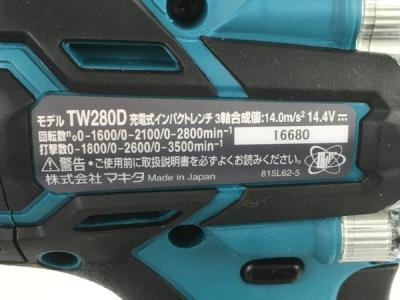 モデル TW280D 充電式インパクトレンチ 3軸合成値:14.0m/s² 14.4V⎓
回転数n₀0-1600/0-2100/0-2800min⁻¹
打撃数0-1800/0-2600/0-3500min⁻¹
16680
⚠警告・ご使用前に取扱説明書を必ずよくお読みください。
株式会社 マキタ Made in Japan
815L62-5